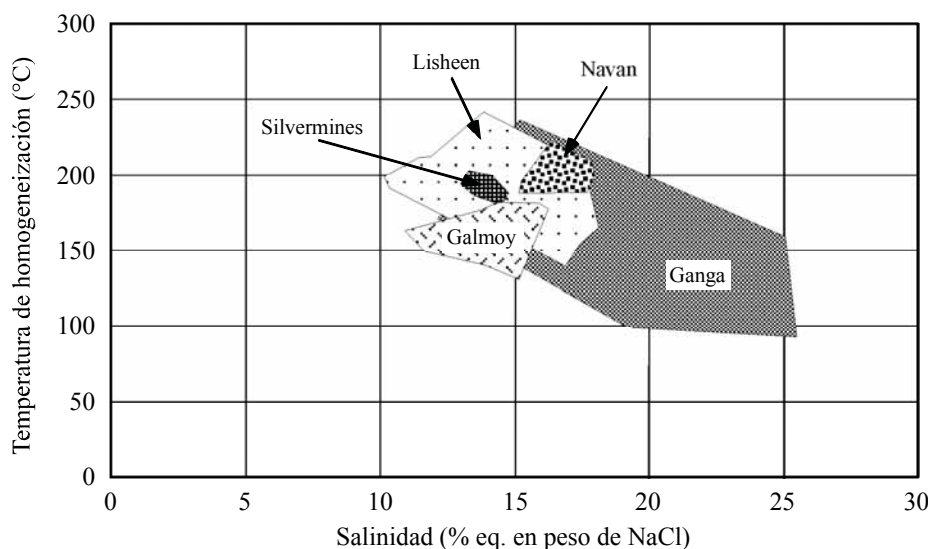 300
250
200
150
100
50
0
Temperatura de homogeneización (°C)
Lisheen
Navan
Silvermines
Galmoy
Ganga
0
5
10
15
20
25
30
Salinidad (% eq. en peso de NaCl)